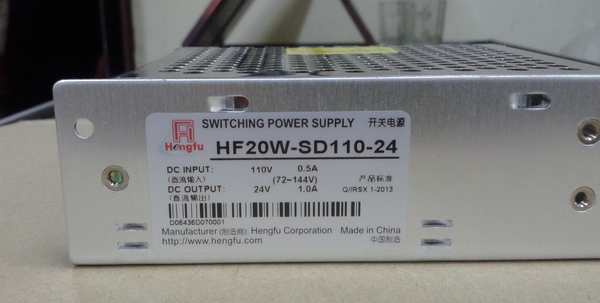 SWITCHING POWER SUPPLY 开关电源
Hengfu
HF20W-SD110-24
DC INPUT: 110V 0.5A
(直流输入) (72~144V) 产品标准:
DC OUTPUT: 24V 1.0A Q/IRSX 1-2013
(直流输出)
D06436D070001
Manufacturer (制造商): Hengfu Corporation Made in China
http://www.hengfu.com 中国制造